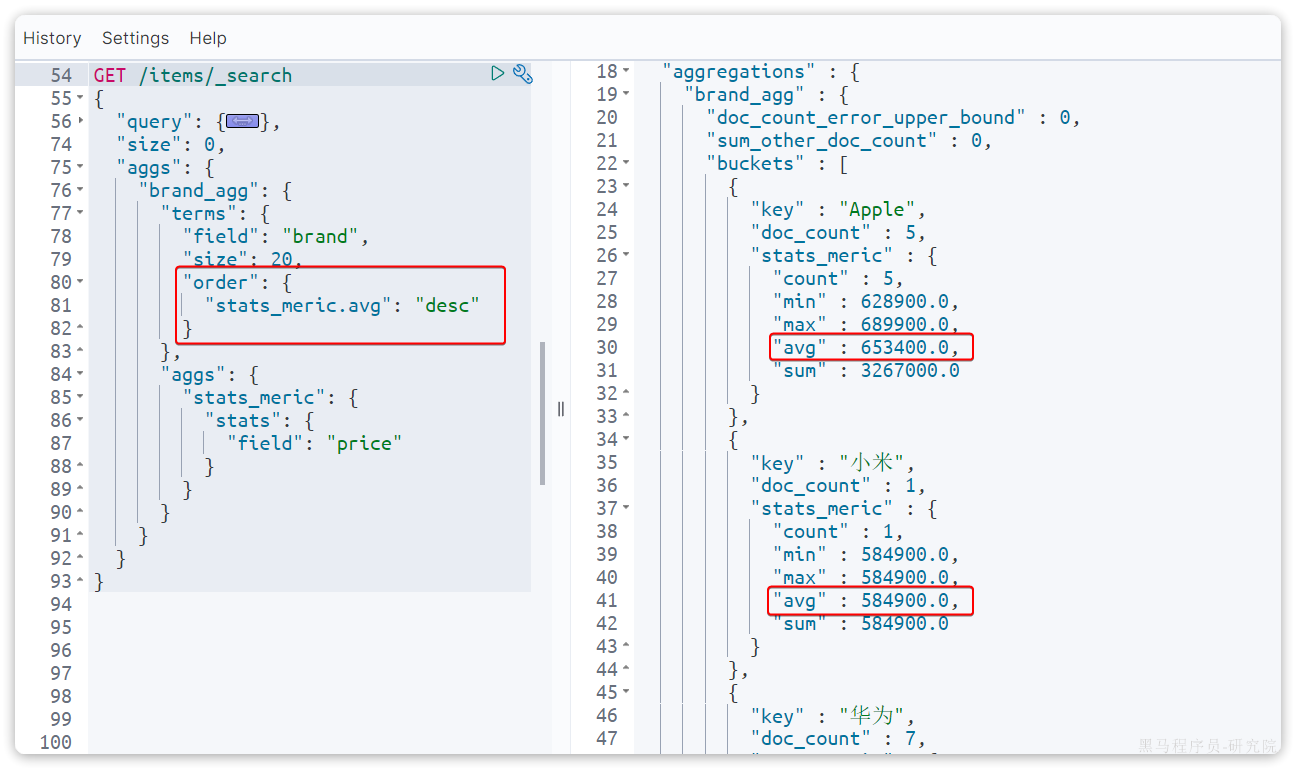 History Settings Help
54 GET /items/_search
55 {
56 "query": {},
74 "size": 0,
75 "aggs": {
76 "brand_agg": {
77 "terms": {
78 "field": "brand",
79 "size": 20,
80 "order": {
81 "stats_meric.avg": "desc"
82 }
83 },
84 "aggs": {
85 "stats_meric": {
86 "stats": {
87 "field": "price"
88 }
89 }
90 }
91 }
92 }
93 }
94
95
96
97
98
99
100
18 "aggregations" : {
19 "brand_agg" : {
20 "doc_count_error_upper_bound" : 0,
21 "sum_other_doc_count" : 0,
22 "buckets" : [
23 {
24 "key" : "Apple",
25 "doc_count" : 5,
26 "stats_meric" : {
27 "count" : 5,
28 "min" : 628900.0,
29 "max" : 689900.0,
30 "avg" : 653400.0,
31 "sum" : 3267000.0
32 }
33 },
34 {
35 "key" : "小米",
36 "doc_count" : 1,
37 "stats_meric" : {
38 "count" : 1,
39 "min" : 584900.0,
40 "max" : 584900.0,
41 "avg" : 584900.0,
42 "sum" : 584900.0
43 }
44 },
45 {
46 "key" : "华为",
47 "doc_count" : 7,
黑马程序员-研究院